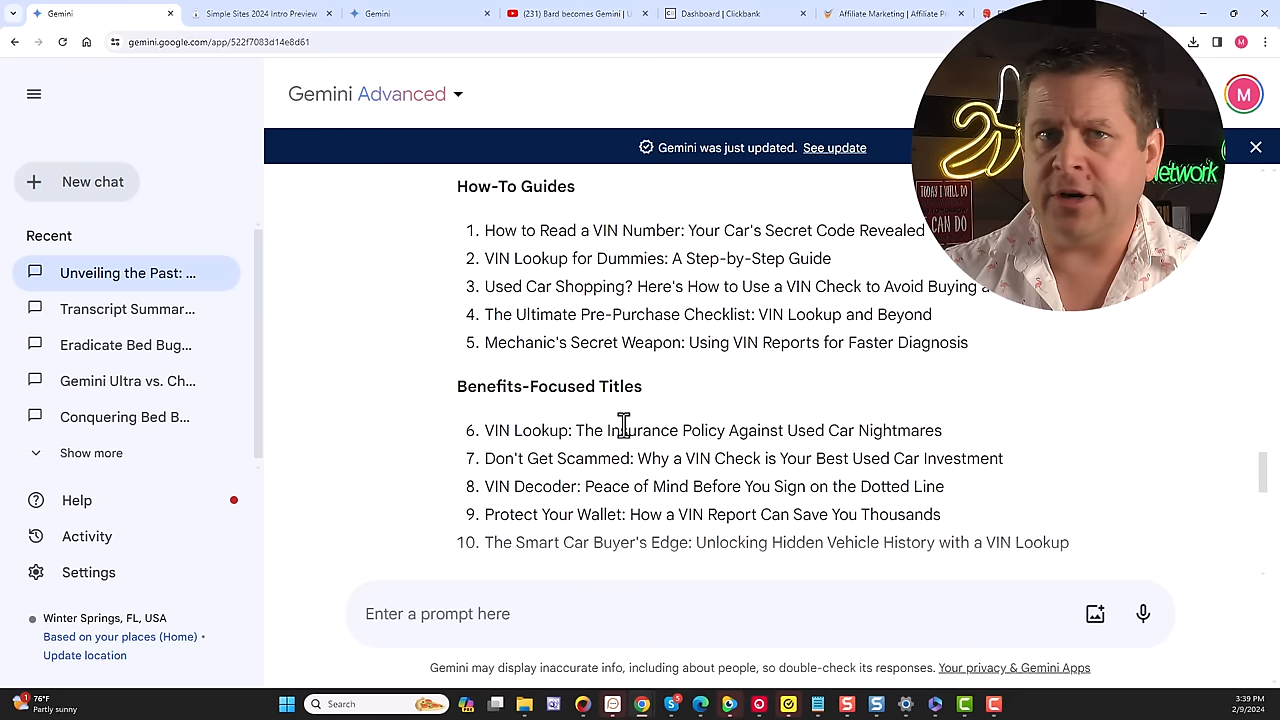 Gemini
Simple Sites 2024 Intro Preview
Gemini
(231) Bard becomes Gemini | U
Dashboard | Clickbank
Affiliate Marketing | Affiliate P
gemini.google.com/app/522f7083d14e8d61
M
Gemini Advanced
M
Gemini was just updated. See update
New chat
Recent
Unveiling the Past: ...
Transcript Summar...
Eradicate Bed Bug...
Gemini Ultra vs. Ch...
Conquering Bed B...
Show more
Help
Activity
Settings
Winter Springs, FL, USA
Based on your places (Home) •
Update location
TODAY I WILL DO
CAN DO
etwork
How-To Guides
1. How to Read a VIN Number: Your Car's Secret Code Revealed
2. VIN Lookup for Dummies: A Step-by-Step Guide
3. Used Car Shopping? Here's How to Use a VIN Check to Avoid Buying a
4. The Ultimate Pre-Purchase Checklist: VIN Lookup and Beyond
5. Mechanic's Secret Weapon: Using VIN Reports for Faster Diagnosis
Benefits-Focused Titles
6. VIN Lookup: The Insurance Policy Against Used Car Nightmares
7. Don't Get Scammed: Why a VIN Check is Your Best Used Car Investment
8. VIN Decoder: Peace of Mind Before You Sign on the Dotted Line
9. Protect Your Wallet: How a VIN Report Can Save You Thousands
10. The Smart Car Buyer's Edge: Unlocking Hidden Vehicle History with a VIN Lookup
Enter a prompt here
Gemini may display inaccurate info, including about people, so double-check its responses. Your privacy & Gemini Apps
1
76°F
Partly sunny
Search
3:39 PM
2/9/2024